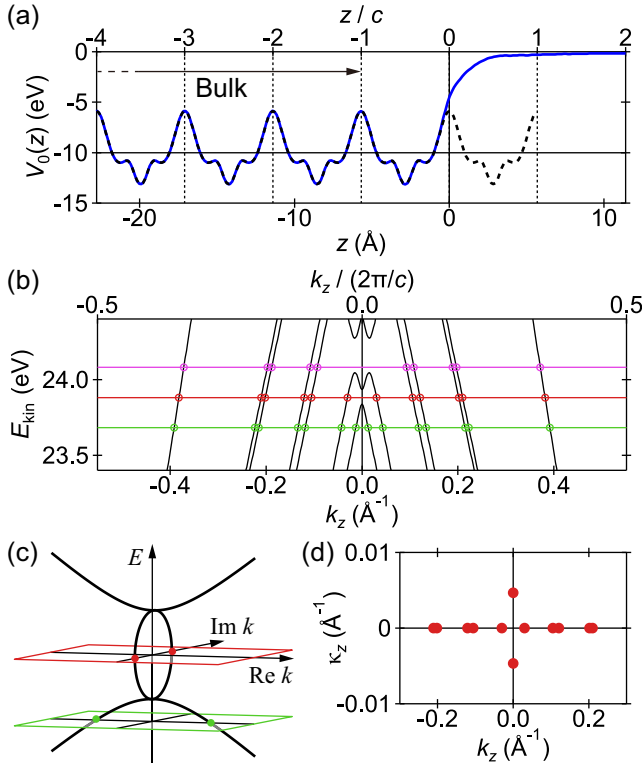 (a)
z / c
-4 -3 -2 -1 0 1 2
V0(z) (eV)
0
-5
-10
-15
Bulk
-20 -10 0 10
z (Å)
(b)
kz / (2π/c)
-0.5 0.0 0.5
Ekin (eV)
24.0
23.5
-0.4 -0.2 0.0 0.2 0.4
kz (Å-1)
(c)
E
Im k
Re k
(d)
κz (Å-1)
0.01
0
-0.01
-0.2 0.0 0.2
kz (Å-1)